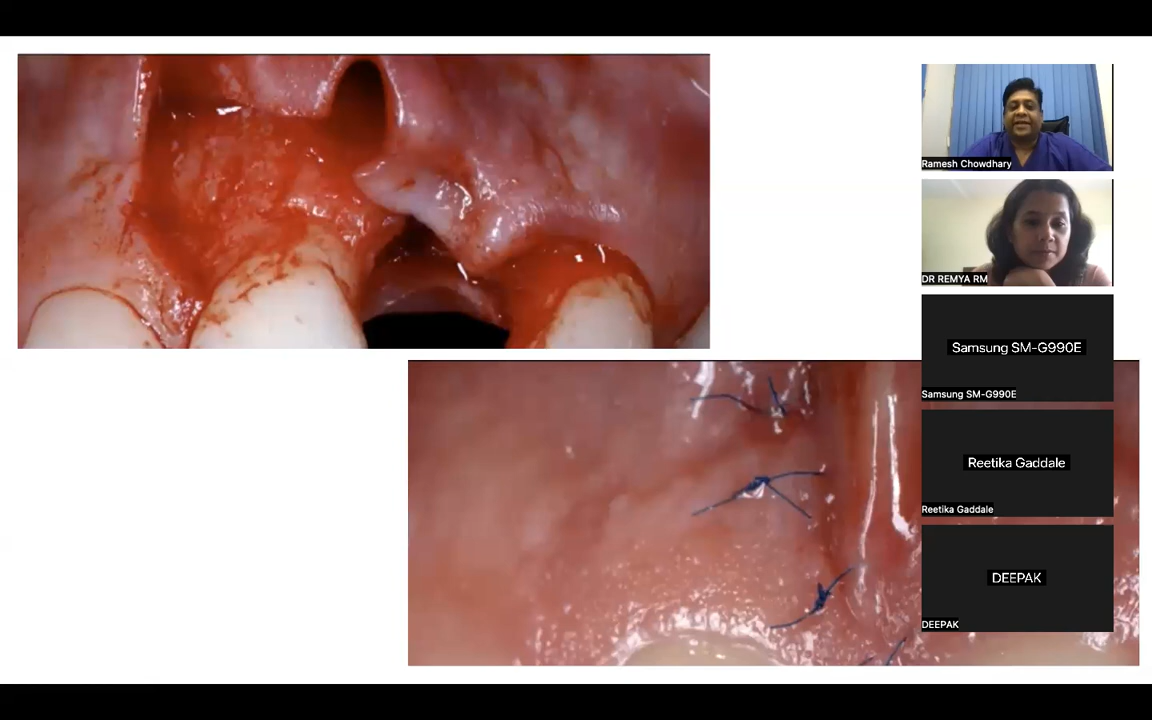 Ramesh Chowdhary
DR REMYA RM
Samsung SM-G990E
Samsung SM-G990E
Reetika Gaddale
Reetika Gaddale
DEEPAK
DEEPAK